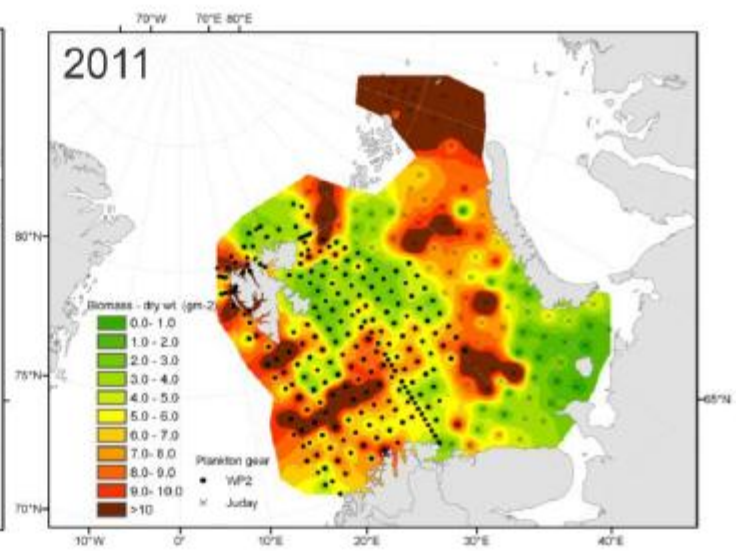 70°W 70°E 80°E
2011
80°N
75°N
70°N
65°N
Biomass - dry wt. (gm-2)
0.0- 1.0
1.0 - 2.0
2.0 - 3.0
3.0 - 4.0
4.0 - 5.0
5.0 - 6.0
6.0 - 7.0
7.0- 8.0
8.0- 9.0
9.0- 10.0
>10
Plankton gear
WP2
Juday
10°W 0° 10°E 20°E 30°E 40°E